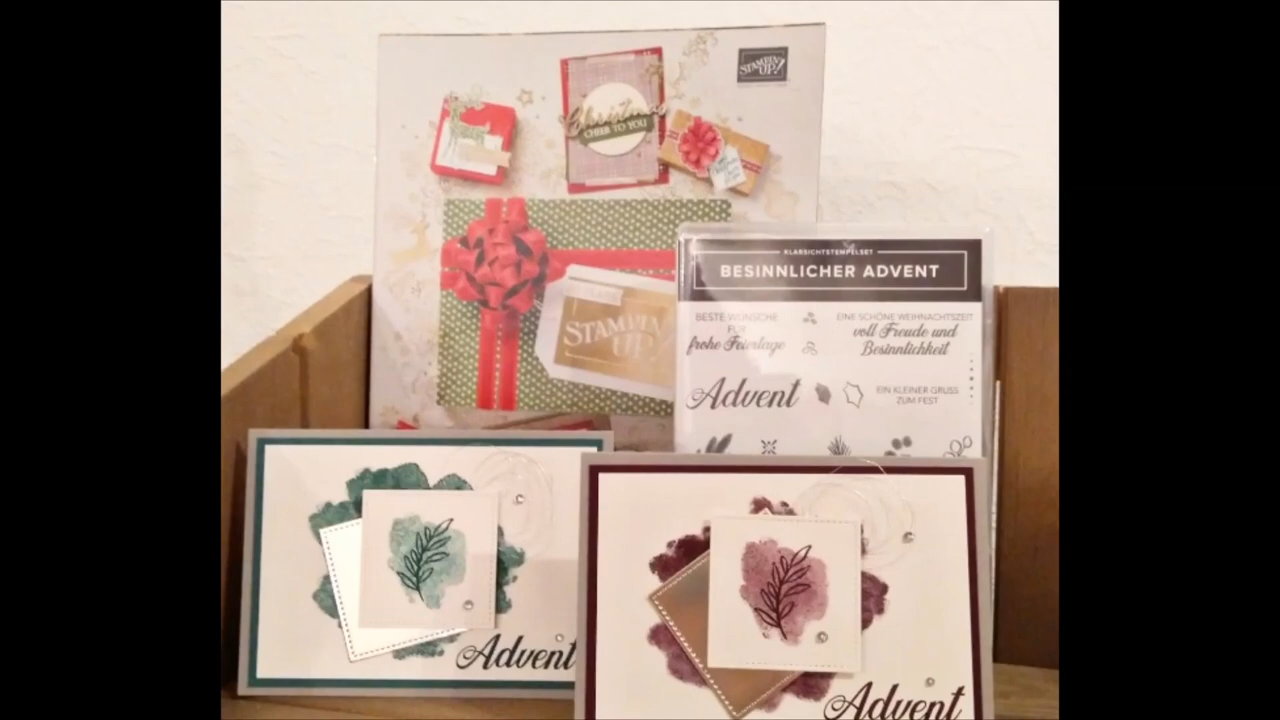 STAMPIN' UP!
Christmas
CHEER TO YOU
STAMPIN'
UP
KLARSICHTSTEMPELSET
BESINNLICHER ADVENT
BESTE WÜNSCHE
FÜR
frohe Feiertage
EINE SCHÖNE WEIHNACHTSZEIT
voll Freude und
Besinnlichkeit
Advent
EIN KLEINER GRUSS
ZUM FEST
Advent
Advent